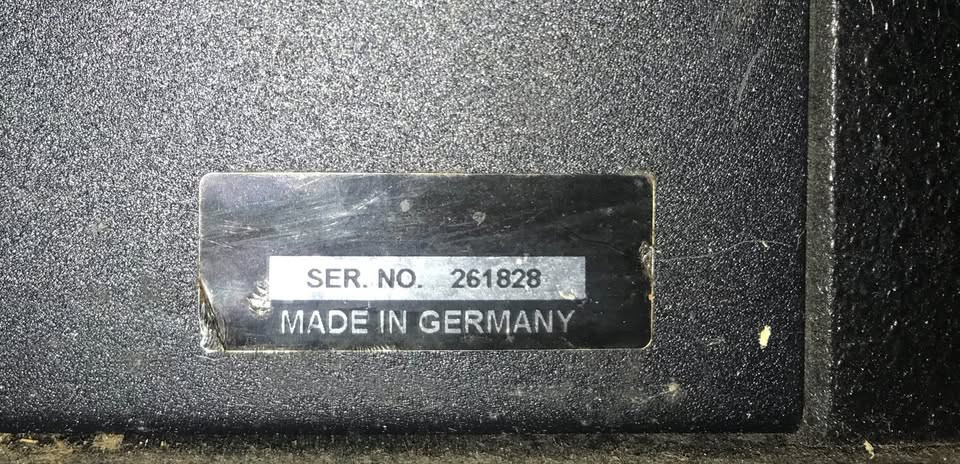 SER. NO. 261828
MADE IN GERMANY